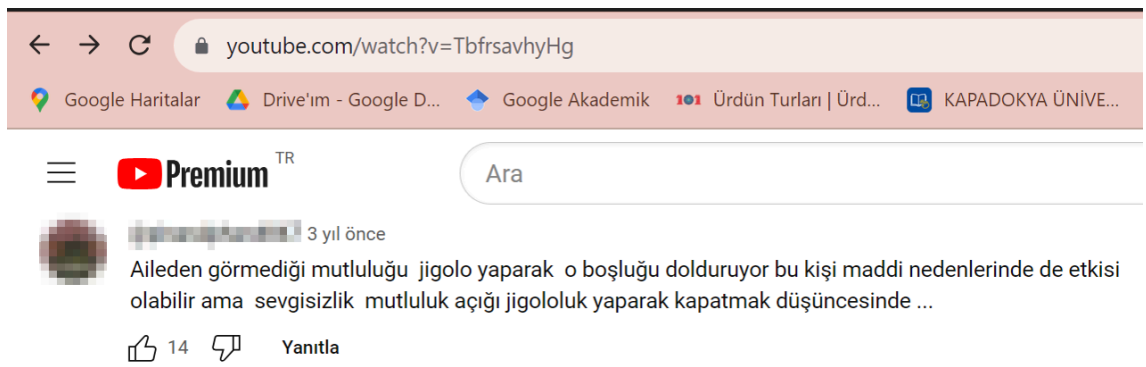 youtube.com/watch?v=TbfrsavhyHg
Google Haritalar Drive'ım - Google D... Google Akademik 101 Ürdün Turları | Ürd... KAPADOKYA ÜNİVE...
Premium TR Ara
3 yıl önce
Aileden görmediği mutluluğu jigolo yaparak o boşluğu dolduruyor bu kişi maddi nedenlerinde de etkisi
olabilir ama sevgisizlik mutluluk açığı jigololuk yaparak kapatmak düşüncesinde ...
14 Yanıtla